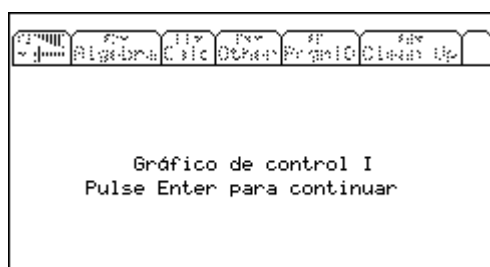 Algebra Calc Other PrgmIO Clean Up
Gráfico de control I
Pulse Enter para continuar